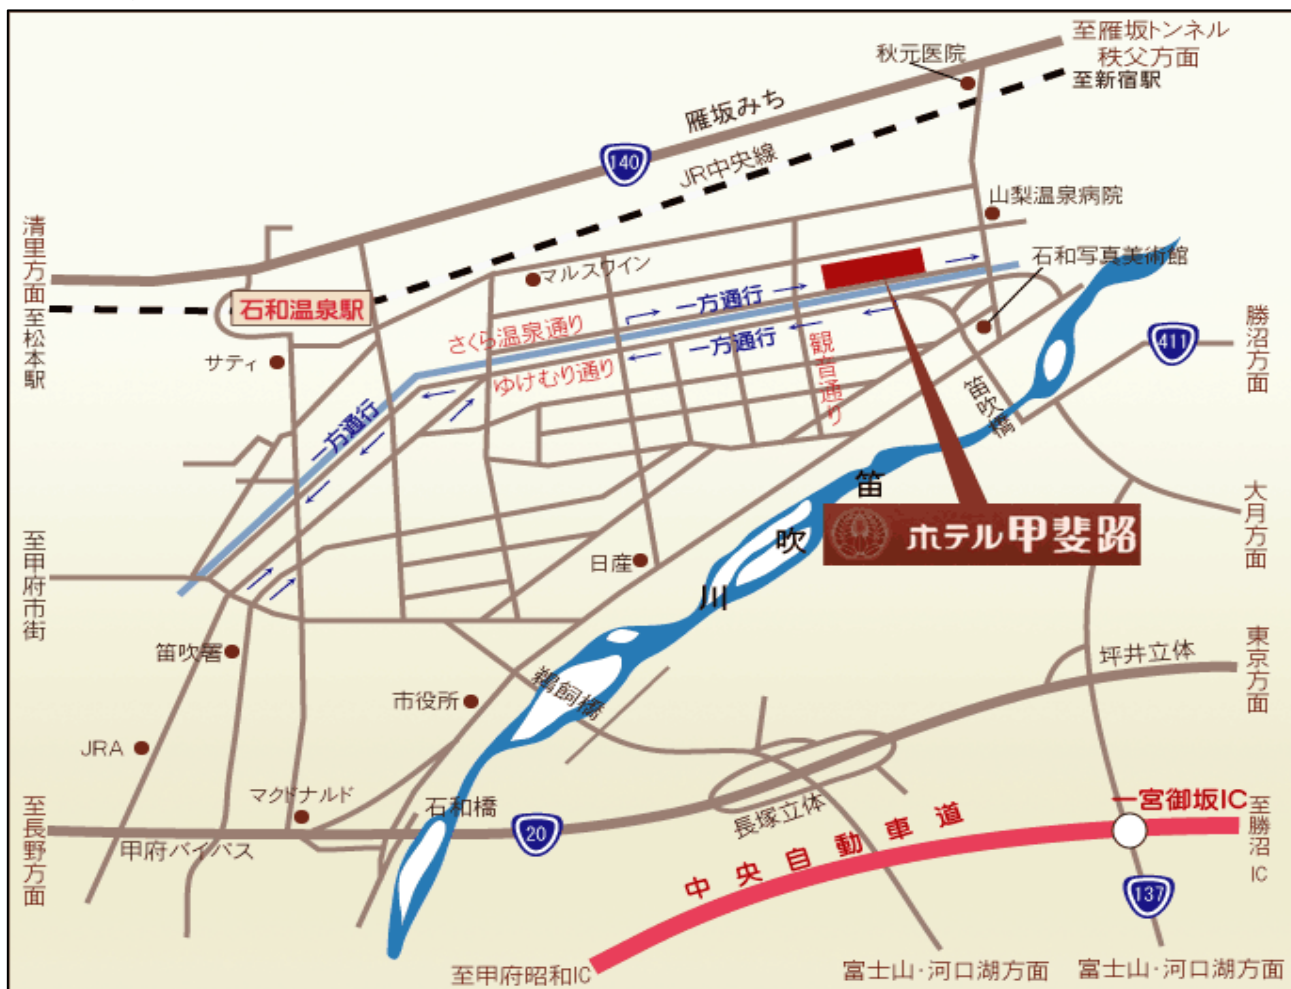 至雁坂トンネル
秩父方面
至新宿駅
秋元医院
雁坂みち
140
JR中央線
山梨温泉病院
石和写真美術館
清里方面
至松本駅
石和温泉駅
マルスワイン
サティ
さくら温泉通り
一方通行
ゆけむり通り
一方通行
観音通り
一方通行
411
勝沼方面
笛吹橋
笛吹川
ホテル甲斐路
大月方面
至甲府市街
日産
笛吹署
市役所
鵜飼橋
坪井立体
東京方面
JRA
マクドナルド
石和橋
20
甲府バイパス
至長野方面
長塚立体
一宮御坂IC
至勝沼IC
中央自動車道
137
至甲府昭和IC
富士山・河口湖方面
富士山・河口湖方面